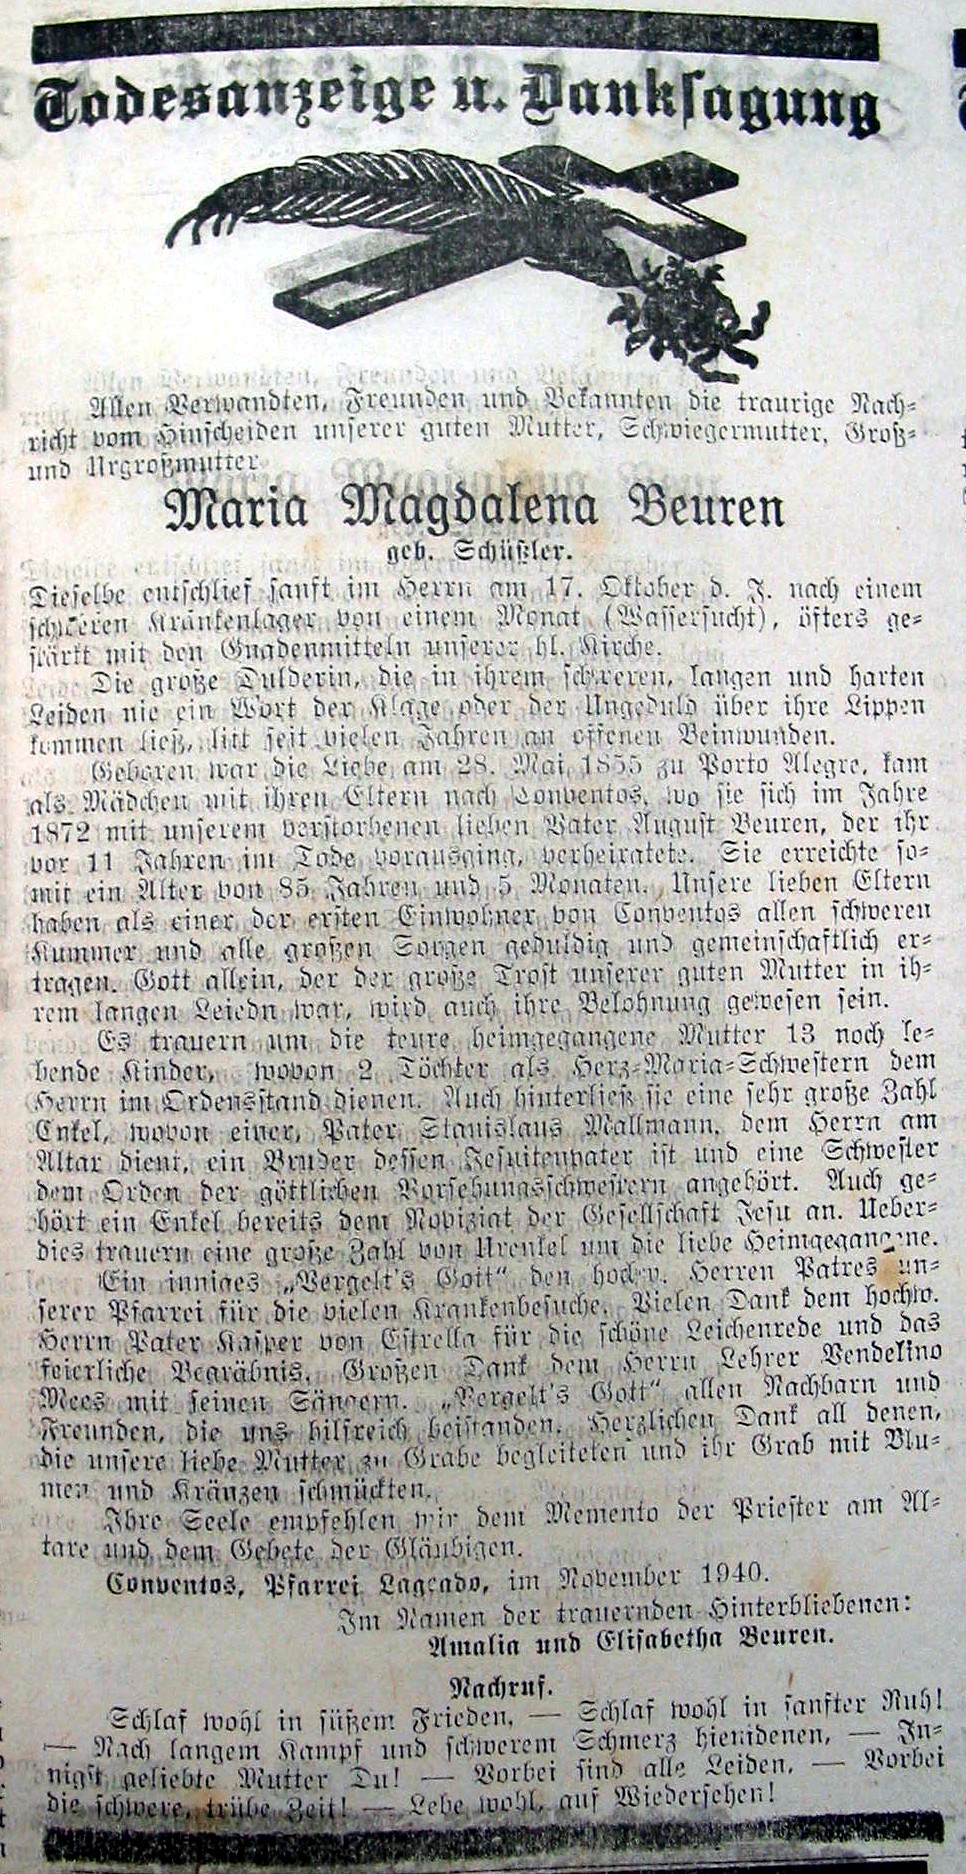 Todesanzeige u. Danksagung
Allen Verwandten, Freunden und Bekannten die traurige Nach-
richt vom Hinscheiden unserer guten Mutter, Schwiegermutter, Groß-
und Urgroßmutter
Maria Magdalena Beuren
geb. Schüßler.
Dieselbe entschlief sanft im Herrn am 17. Oktober d. J. nach einem
schweren Krankenlager von einem Monat (Wassersucht), öfters ge-
stärkt mit den Gnadenmitteln unserer hl. Kirche.
Die große Dulderin, die in ihrem schweren, langen und harten
Leiden nie ein Wort der Klage oder der Ungeduld über ihre Lippen
kommen ließ, litt seit vielen Jahren an offenen Beinwunden.
Geboren war die Liebe am 28. Mai 1855 zu Porto Alegre, kam
als Mädchen mit ihren Eltern nach Conventos, wo sie sich im Jahre
1872 mit unserem verstorbenen lieben Vater August Beuren, der ihr
vor 11 Jahren im Tode vorausging, verheiratete. Sie erreichte so-
mit ein Alter von 85 Jahren und 5 Monaten. Unsere lieben Eltern
haben als einer der ersten Einwohner von Conventos allen schweren
Kummer und alle großen Sorgen geduldig und gemeinschaftlich er-
tragen. Gott allein, der der große Trost unserer guten Mutter in ih-
rem langen Leiedn war, wird auch ihre Belohnung gewesen sein.
Es trauern um die teure heimgegangene Mutter 13 noch le-
bende Kinder, wovon 2 Töchter als Herz-Maria-Schwestern dem
Herrn im Ordensstand dienen. Auch hinterließ sie eine sehr große Zahl
Enkel, wovon einer, Pater Stanislaus Mallmann, dem Herrn am
Altar dient, ein Bruder dessen Jesuitenpater ist und eine Schwester
dem Orden der göttlichen Vorsehungsschwestern angehört. Auch ge-
hört ein Enkel bereits dem Noviziat der Gesellschaft Jesu an. Ueber-
dies trauern eine große Zahl von Urenkel um die liebe Heimgegangene.
Ein inniges „Vergelt's Gott“ den hochw. Herren Patres un-
serer Pfarrei für die vielen Krankenbesuche. Vielen Dank dem hochw.
Herrn Pater Kasper von Estrella für die schöne Leichenrede und das
feierliche Begräbnis. Großen Dank dem Herrn Lehrer Vendelino
Mees mit seinen Sängern. „Vergelt's Gott“ allen Nachbarn und
Freunden, die uns hilfreich beistanden. Herzlichen Dank all denen,
die unsere liebe Mutter zu Grabe begleiteten und ihr Grab mit Blu-
men und Kränzen schmückten.
Ihre Seele empfehlen wir dem Memento der Priester am Al-
tare und dem Gebete der Gläubigen.
Conventos, Pfarrei Lageado, im November 1940.
Im Namen der trauernden Hinterbliebenen:
Amalia und Elisabetha Beuren.
Nachruf.
Schlaf wohl in süßem Frieden, — Schlaf wohl in sanfter Ruh!
— Nach langem Kampf und schwerem Schmerz hienidenen, — In-
nigst geliebte Mutter Du! — Vorbei sind alle Leiden, — Vorbei
die schwere, trübe Zeit! — Lebe wohl, auf Wiedersehen!